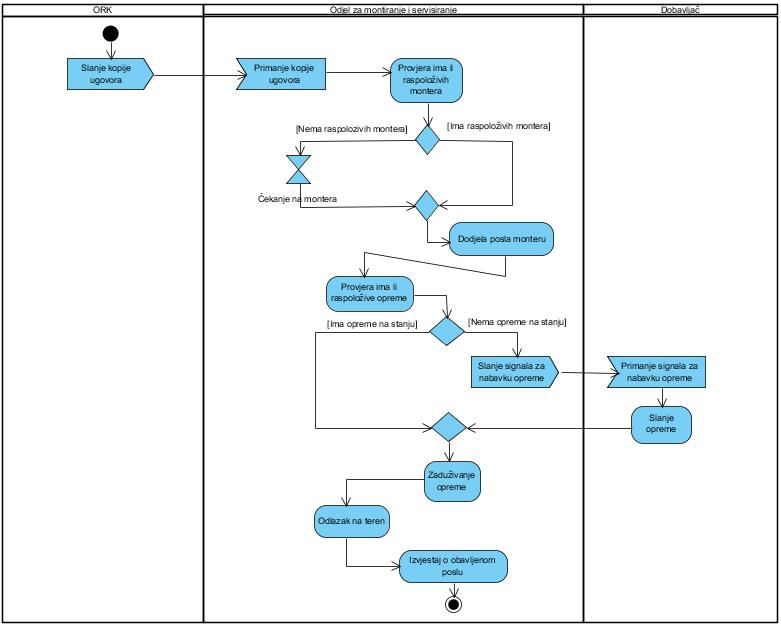 ORK
Odjel za montiranje i servisiranje
Dobavljač
Slanje kopije
ugovora
Primanje kopije
ugovora
Provjera ima li
raspoloživih
montera
[Nema raspolozivih montera]
[Ima raspoloživih montera]
Čekanje na montera
Dodjela posla monteru
Provjera ima li
raspoložive opreme
[Ima opreme na stanju]
[Nema opreme na stanju]
Slanje signala za
nabavku opreme
Primanje signala za
nabavku opreme
Slanje
opreme
Zaduživanje
opreme
Odlazak na teren
Izvjestaj o obavljenom
poslu